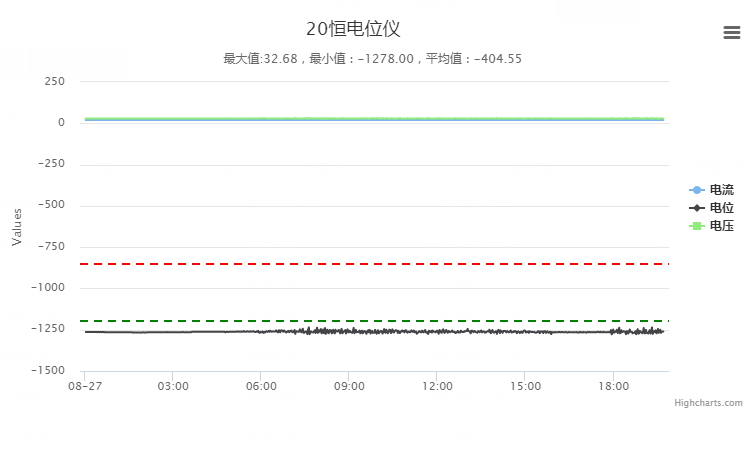 20恒电位仪
最大值:32.68，最小值：-1278.00，平均值：-404.55
250
0
-250
-500
-750
-1000
-1250
-1500
Values
08-27 03:00 06:00 09:00 12:00 15:00 18:00
电流
电位
电压
Highcharts.com